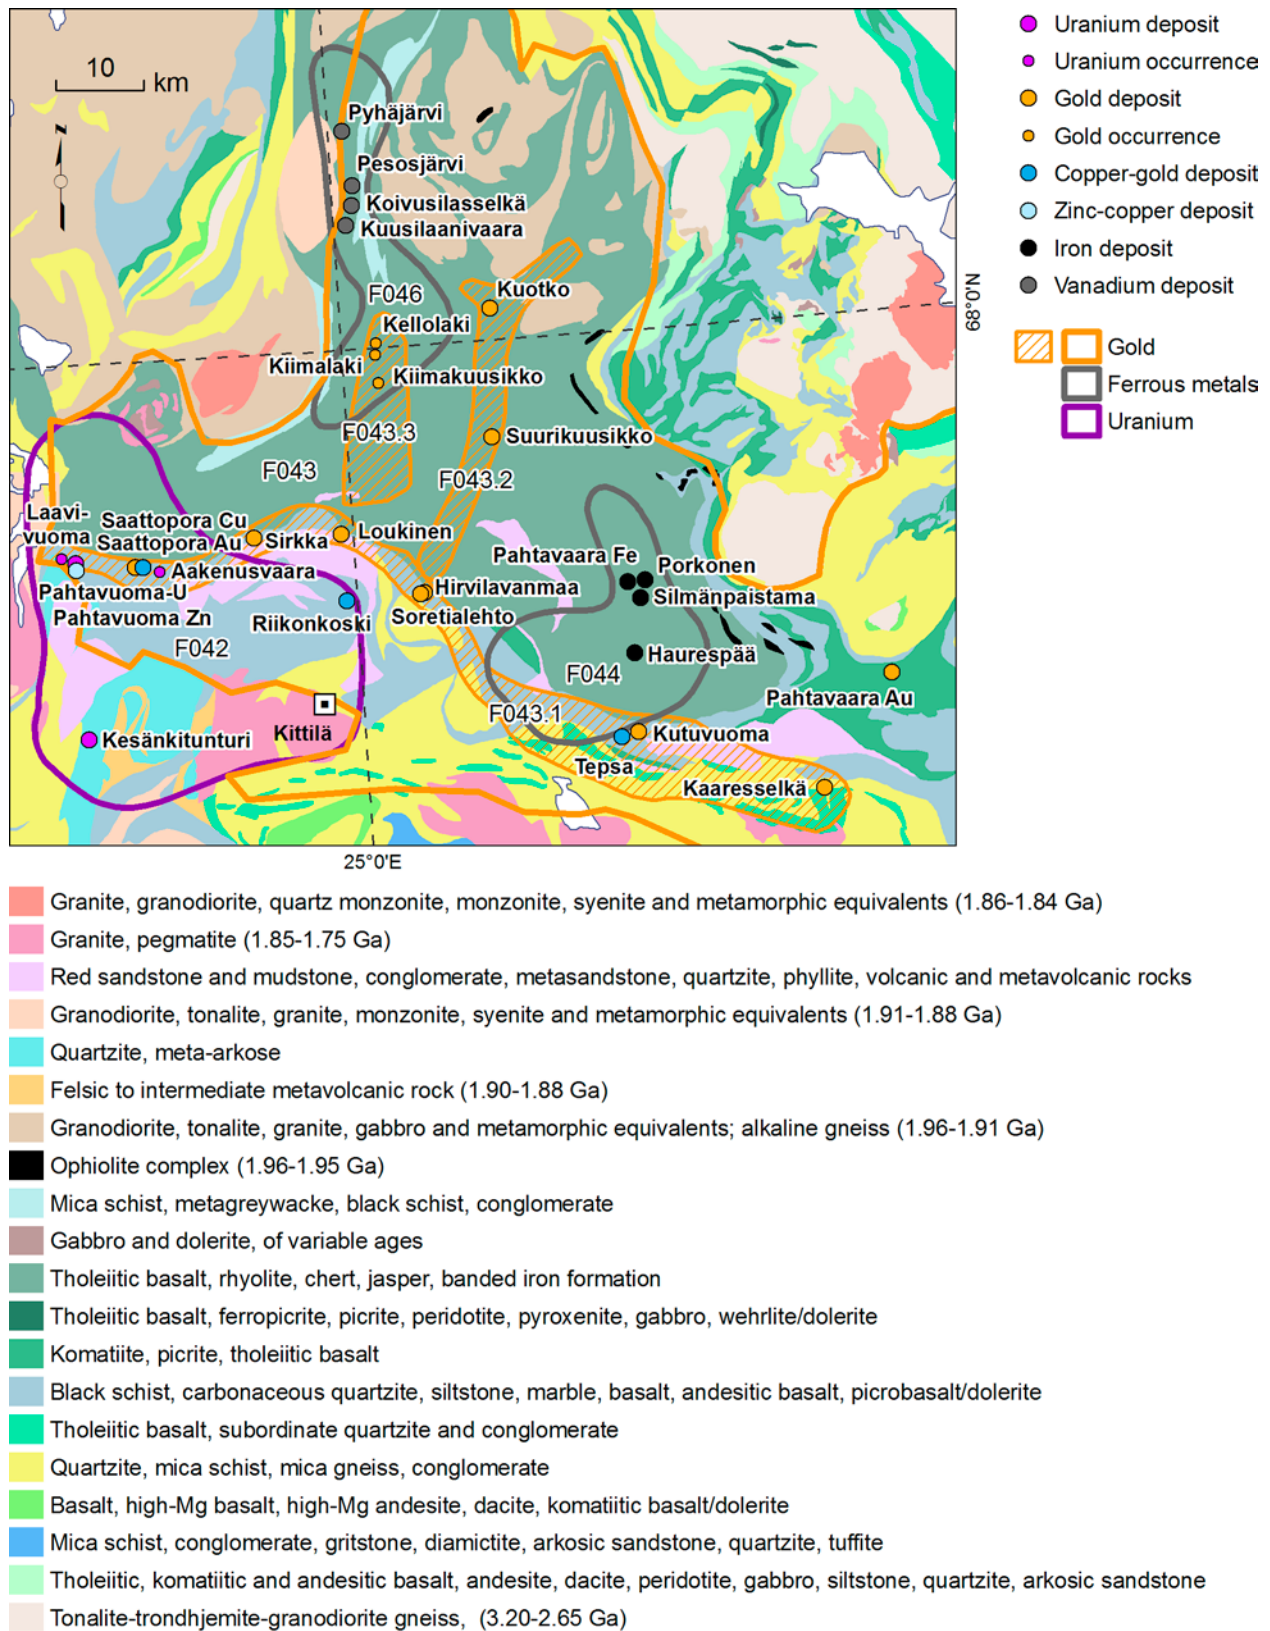 10
km
z
Pyhäjärvi
Pesosjärvi
Koivusilasselkä
Kuusilaanivaara
F046
Kuotko
Kellolaki
Kiimalaki
Kiimakuusikko
F043.3
Suurikuusikko
F043
F043.2
Laavi-
vuoma
Saattopora Cu
Saattopora Au
Sirkka
Loukinen
Pahtavaara Fe
Porkonen
Aakenusvaara
Hirvilavanmaa
Silmänpaistama
Pahtavuoma-U
Pahtavuoma Zn
Riikonkoski
Soretialehto
F042
Haurespää
F044
Pahtavaara Au
F043.1
Kittilä
Kesänkitunturi
Kutuvuoma
Tepsa
Kaaresselkä
25°0'E
68°0'N
Uranium deposit
Uranium occurrence
Gold deposit
Gold occurrence
Copper-gold deposit
Zinc-copper deposit
Iron deposit
Vanadium deposit
Gold
Ferrous metals
Uranium
Granite, granodiorite, quartz monzonite, monzonite, syenite and metamorphic equivalents (1.86-1.84 Ga)
Granite, pegmatite (1.85-1.75 Ga)
Red sandstone and mudstone, conglomerate, metasandstone, quartzite, phyllite, volcanic and metavolcanic rocks
Granodiorite, tonalite, granite, monzonite, syenite and metamorphic equivalents (1.91-1.88 Ga)
Quartzite, meta-arkose
Felsic to intermediate metavolcanic rock (1.90-1.88 Ga)
Granodiorite, tonalite, granite, gabbro and metamorphic equivalents; alkaline gneiss (1.96-1.91 Ga)
Ophiolite complex (1.96-1.95 Ga)
Mica schist, metagreywacke, black schist, conglomerate
Gabbro and dolerite, of variable ages
Tholeiitic basalt, rhyolite, chert, jasper, banded iron formation
Tholeiitic basalt, ferropicrite, picrite, peridotite, pyroxenite, gabbro, wehrlite/dolerite
Komatiite, picrite, tholeiitic basalt
Black schist, carbonaceous quartzite, siltstone, marble, basalt, andesitic basalt, picrobasalt/dolerite
Tholeiitic basalt, subordinate quartzite and conglomerate
Quartzite, mica schist, mica gneiss, conglomerate
Basalt, high-Mg basalt, high-Mg andesite, dacite, komatiitic basalt/dolerite
Mica schist, conglomerate, gritstone, diamictite, arkosic sandstone, quartzite, tuffite
Tholeiitic, komatiitic and andesitic basalt, andesite, dacite, peridotite, gabbro, siltstone, quartzite, arkosic sandstone
Tonalite-trondhjemite-granodiorite gneiss, (3.20-2.65 Ga)